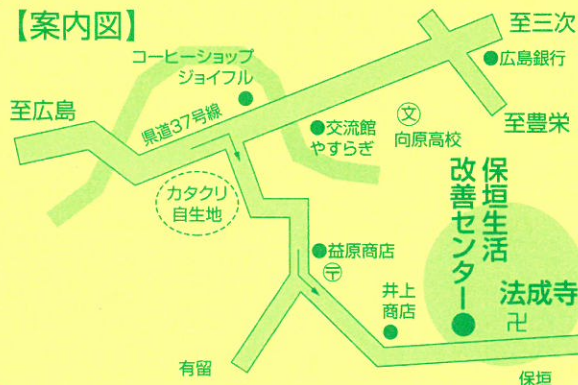 【案内図】
至三次
コーヒーショップ
ジョイフル
広島銀行
至広島
県道37号線
交流館
やすらぎ
文
向原高校
至豊栄
カタクリ
自生地
保垣生活
改善センター
益原商店
〒
井上
商店
法成寺
卍
有留
保垣